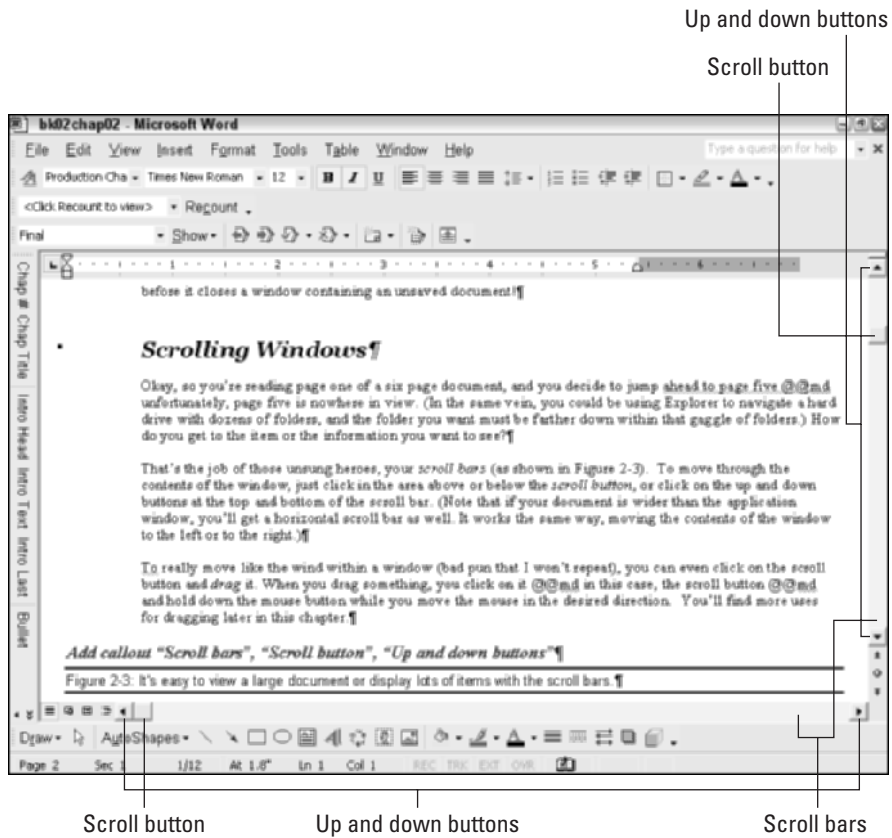 Up and down buttons
Scroll button
bk02chap02 - Microsoft Word
File Edit View Insert Format Tools Table Window Help Type a question for help
Production Cha Times New Roman 12 B I U A
<Click Recount to view> Recount
Final Show
1 2 3 4 5 6
before it closes a window containing an unsaved document!¶
Scrolling Windows¶
Okay, so you're reading page one of a six page document, and you decide to jump ahead to page five @@md
unfortunately, page five is nowhere in view. (In the same vein, you could be using Explorer to navigate a hard
drive with dozens of folders, and the folder you want must be farther down within that gaggle of folders.) How
do you get to the item or the information you want to see?¶
That's the job of those unsung heroes, your scroll bars (as shown in Figure 2-3). To move through the
contents of the window, just click in the area above or below the scroll button, or click on the up and down
buttons at the top and bottom of the scroll bar. (Note that if your document is wider than the application
window, you'll get a horizontal scroll bar as well. It works the same way, moving the contents of the window
to the left or to the right.)¶
To really move like the wind within a window (bad pun that I won't repeat), you can even click on the scroll
button and drag it. When you drag something, you click on it @@md in this case, the scroll button @@md
and hold down the mouse button while you move the mouse in the desired direction. You'll find more uses
for dragging later in this chapter.¶
Add callout "Scroll bars", "Scroll button", "Up and down buttons"¶
Figure 2-3: It's easy to view a large document or display lots of items with the scroll bars.¶
Chap # Chap Title Intro Head Intro Text Intro Last Bullet
Draw AutoShapes A
Page 2 Sec 1 1/12 At 1.8" Ln 1 Col 1 REC TRK EXT OVR
Scroll button Up and down buttons Scroll bars